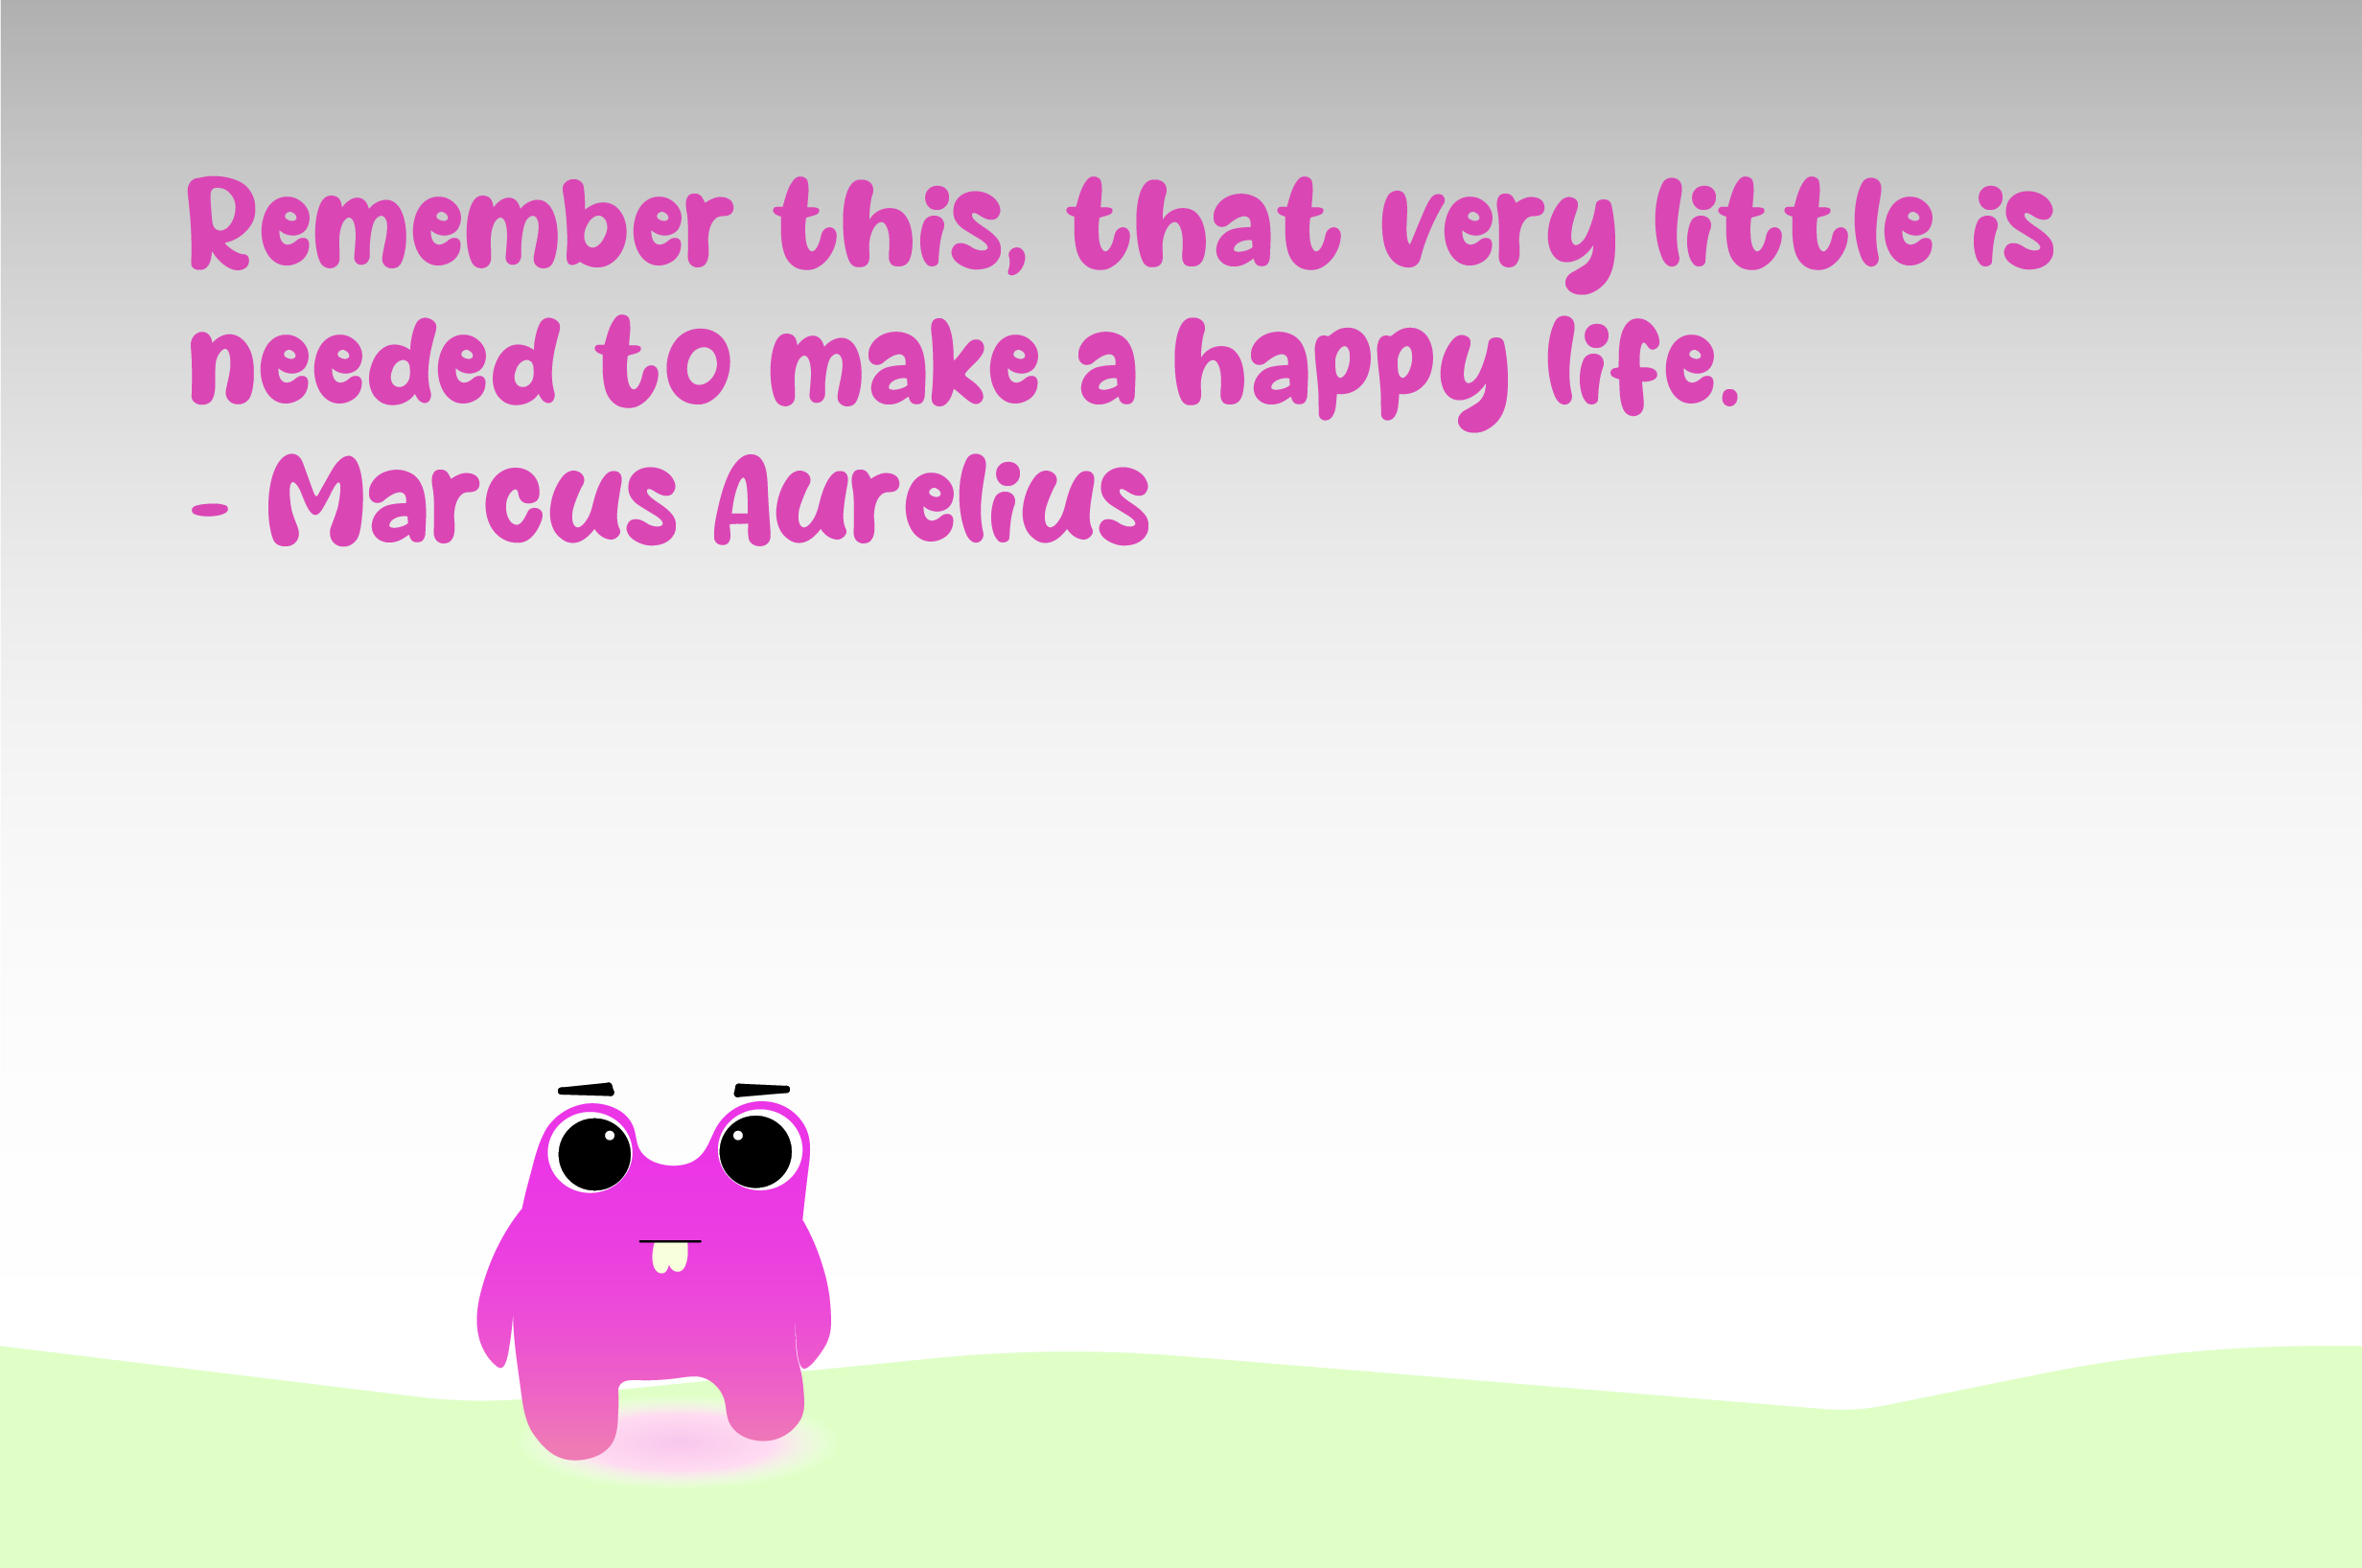 Remember this, that very little is
needed to make a happy life.
- Marcus Aurelius